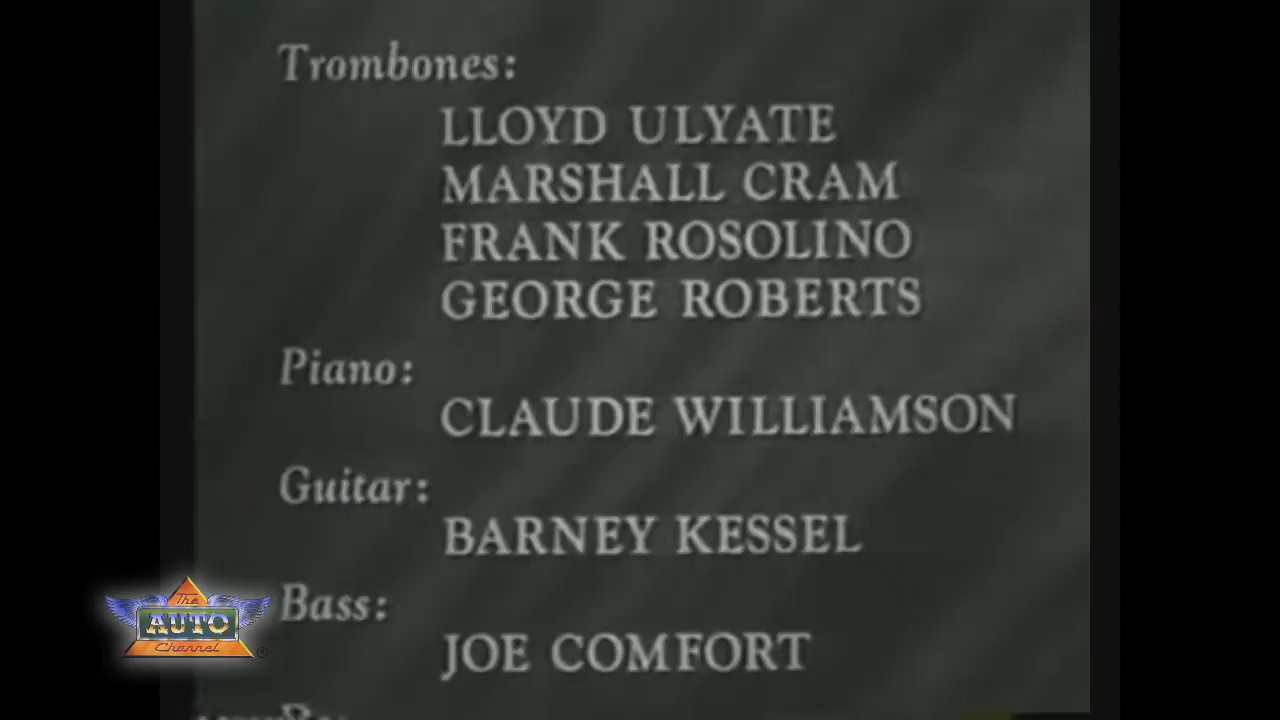 Trombones:
LLOYD ULYATE
MARSHALL CRAM
FRANK ROSOLINO
GEORGE ROBERTS
Piano:
CLAUDE WILLIAMSON
Guitar:
BARNEY KESSEL
Bass:
JOE COMFORT
The
AUTO
Channel
®